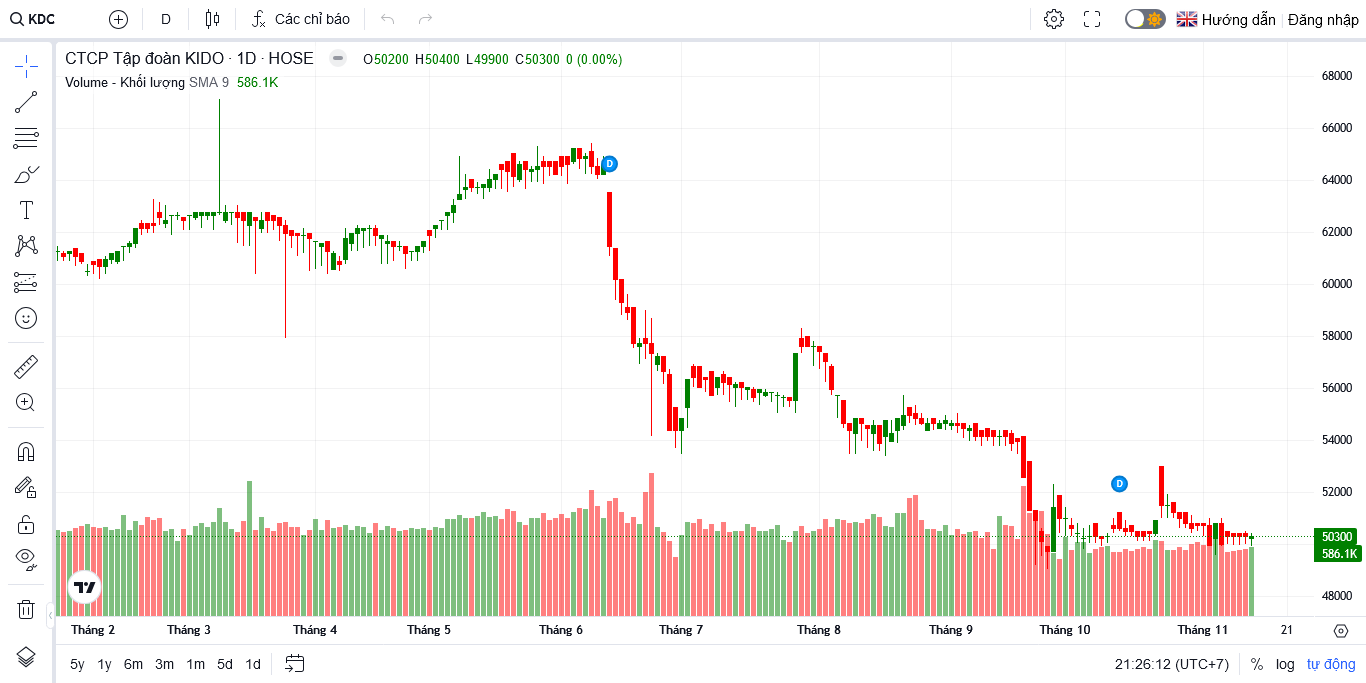 KDC D Các chỉ báo Hướng dẫn Đăng nhập
CTCP Tập đoàn KIDO · 1D · HOSE O50200 H50400 L49900 C50300 0 (0.00%)
Volume - Khối lượng SMA 9 586.1K
68000
66000
64000
62000
60000
58000
56000
54000
52000
50300
586.1K
48000
D
D
Tháng 2 Tháng 3 Tháng 4 Tháng 5 Tháng 6 Tháng 7 Tháng 8 Tháng 9 Tháng 10 Tháng 11 21
5y 1y 6m 3m 1m 5d 1d 21:26:12 (UTC+7) % log tự động